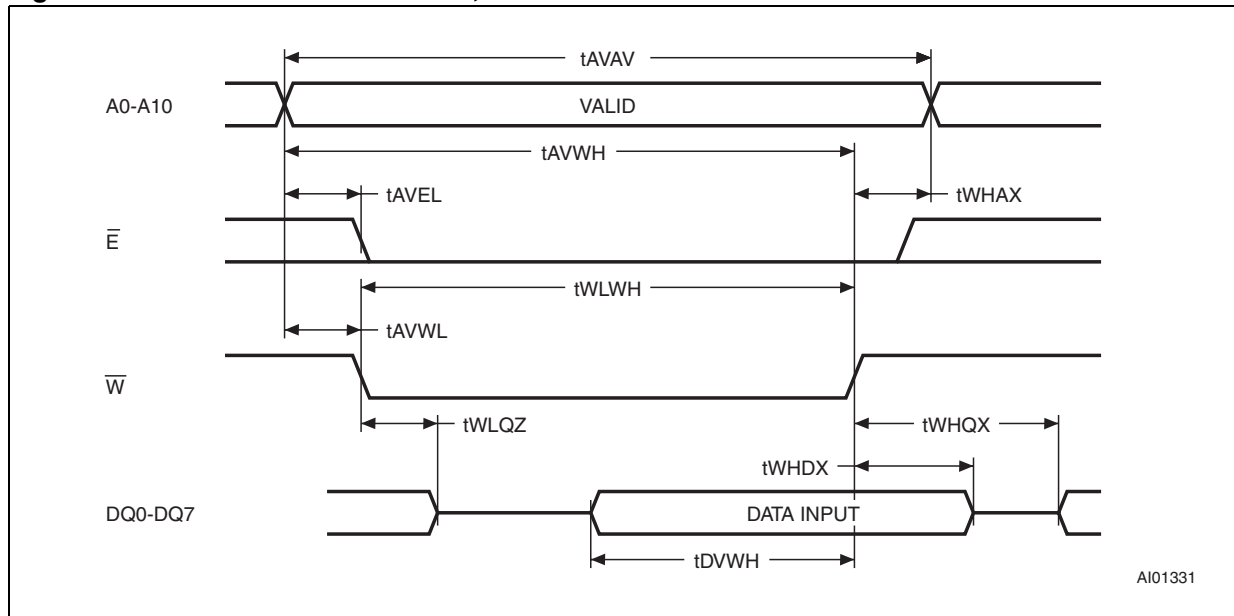 tAVAV
A0-A10
VALID
tAVWH
tAVEL
tWHAX
E̅
tWLWH
tAVWL
W̅
tWLQZ
tWHQX
tWHDX
DQ0-DQ7
DATA INPUT
tDVWH
AI01331